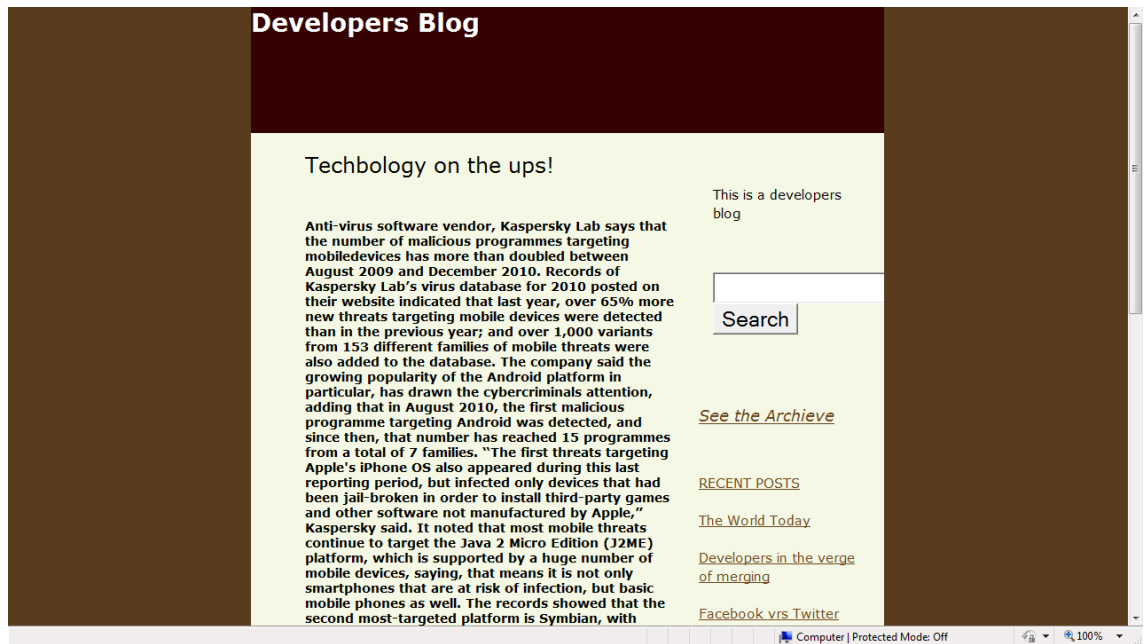 Developers Blog
Techbology on the ups!
Anti-virus software vendor, Kaspersky Lab says that
the number of malicious programmes targeting
mobiledevices has more than doubled between
August 2009 and December 2010. Records of
Kaspersky Lab’s virus database for 2010 posted on
their website indicated that last year, over 65% more
new threats targeting mobile devices were detected
than in the previous year; and over 1,000 variants
from 153 different families of mobile threats were
also added to the database. The company said the
growing popularity of the Android platform in
particular, has drawn the cybercriminals attention,
adding that in August 2010, the first malicious
programme targeting Android was detected, and
since then, that number has reached 15 programmes
from a total of 7 families. “The first threats targeting
Apple's iPhone OS also appeared during this last
reporting period, but infected only devices that had
been jail-broken in order to install third-party games
and other software not manufactured by Apple,”
Kaspersky said. It noted that most mobile threats
continue to target the Java 2 Micro Edition (J2ME)
platform, which is supported by a huge number of
mobile devices, saying, that means it is not only
smartphones that are at risk of infection, but basic
mobile phones as well. The records showed that the
second most-targeted platform is Symbian, with
This is a developers
blog
Search
See the Archieve
RECENT POSTS
The World Today
Developers in the verge
of merging
Facebook vrs Twitter
Computer | Protected Mode: Off
100%